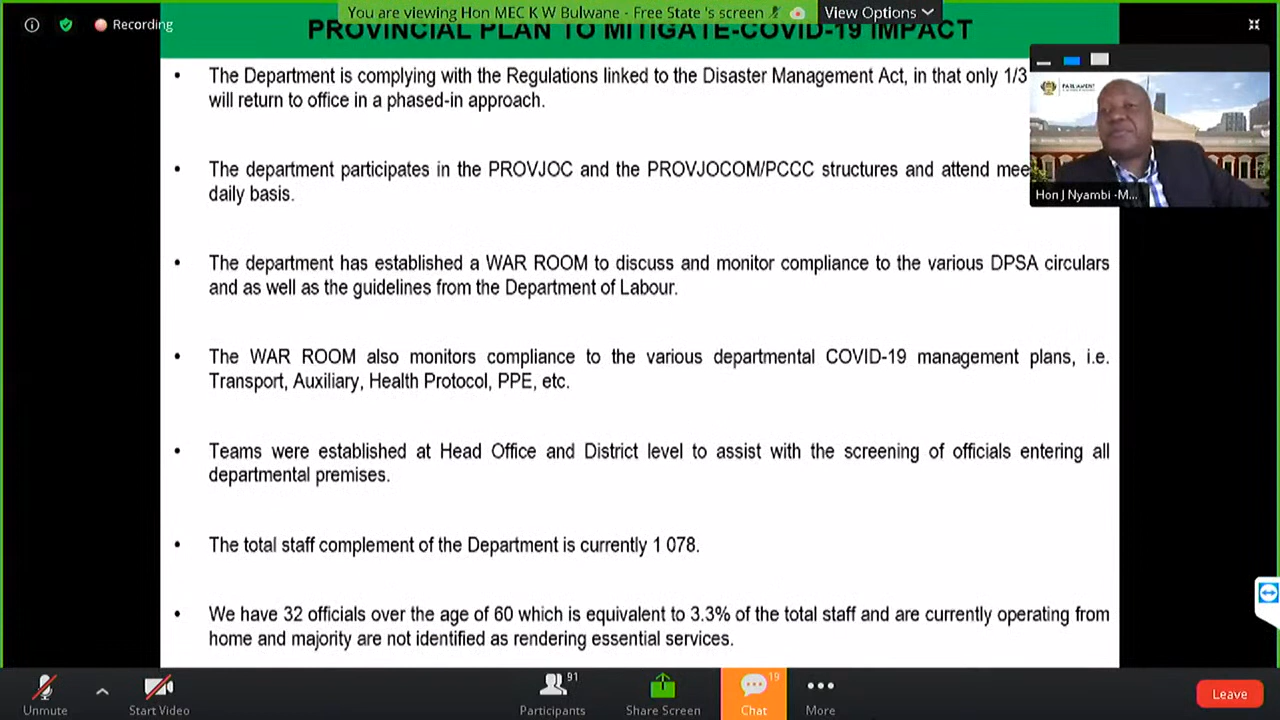 You are viewing Hon MEC K W Bulwane - Free State 's screen
View Options
Recording
PROVINCIAL PLAN TO MITIGATE-COVID-19 IMPACT
• The Department is complying with the Regulations linked to the Disaster Management Act, in that only 1/3
will return to office in a phased-in approach.
PARLIAMENT
Hon J Nyambi -M...
• The department participates in the PROVJOC and the PROVJOCOM/PCCC structures and attend mee
daily basis.
• The department has established a WAR ROOM to discuss and monitor compliance to the various DPSA circulars
and as well as the guidelines from the Department of Labour.
• The WAR ROOM also monitors compliance to the various departmental COVID-19 management plans, i.e.
Transport, Auxiliary, Health Protocol, PPE, etc.
• Teams were established at Head Office and District level to assist with the screening of officials entering all
departmental premises.
• The total staff complement of the Department is currently 1 078.
• We have 32 officials over the age of 60 which is equivalent to 3.3% of the total staff and are currently operating from
home and majority are not identified as rendering essential services.
91
19
Unmute
Start Video
Participants
Share Screen
Chat
More
Leave